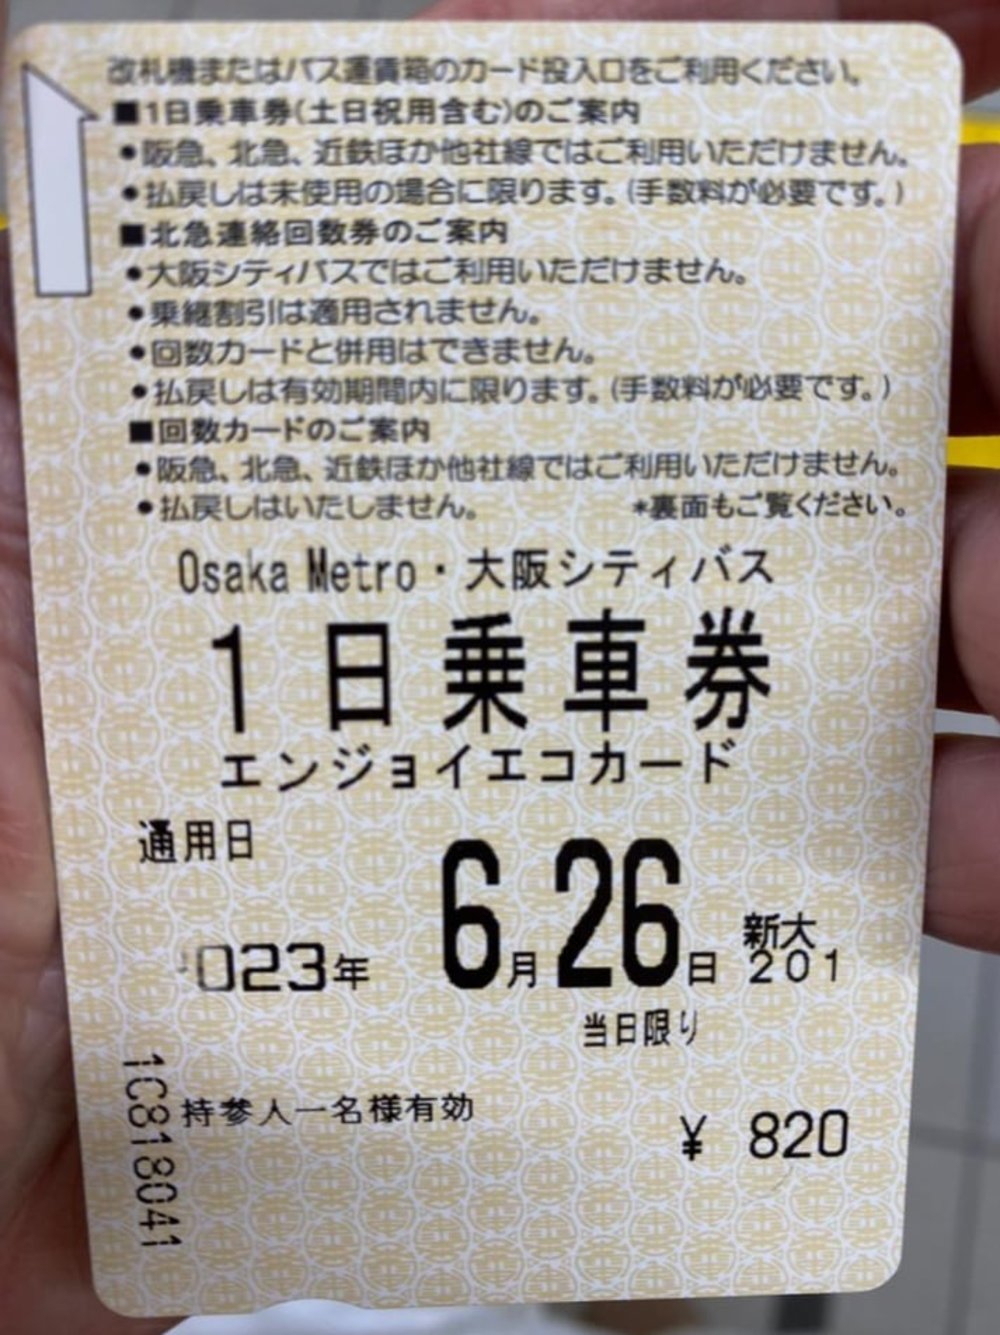 改札機またはバス運賃箱のカード投入口をご利用ください。
■1日乗車券(土日祝用含む)のご案内
●阪急、北急、近鉄ほか他社線ではご利用いただけません。
●払戻しは未使用の場合に限ります。(手数料が必要です。)
■北急連絡回数券のご案内
●大阪シティバスではご利用いただけません。
●乗継割引は適用されません。
●回数カードと併用はできません。
●払戻しは有効期間内に限ります。(手数料が必要です。)
■回数カードのご案内
●阪急、北急、近鉄ほか他社線ではご利用いただけません。
●払戻しはいたしません。 *裏面もご覧ください。
Osaka Metro・大阪シティバス
1日乗車券
エンジョイエコカード
通用日
023年 6月26日 新大 201
当日限り
持参人一名様有効
¥ 820
1C818041